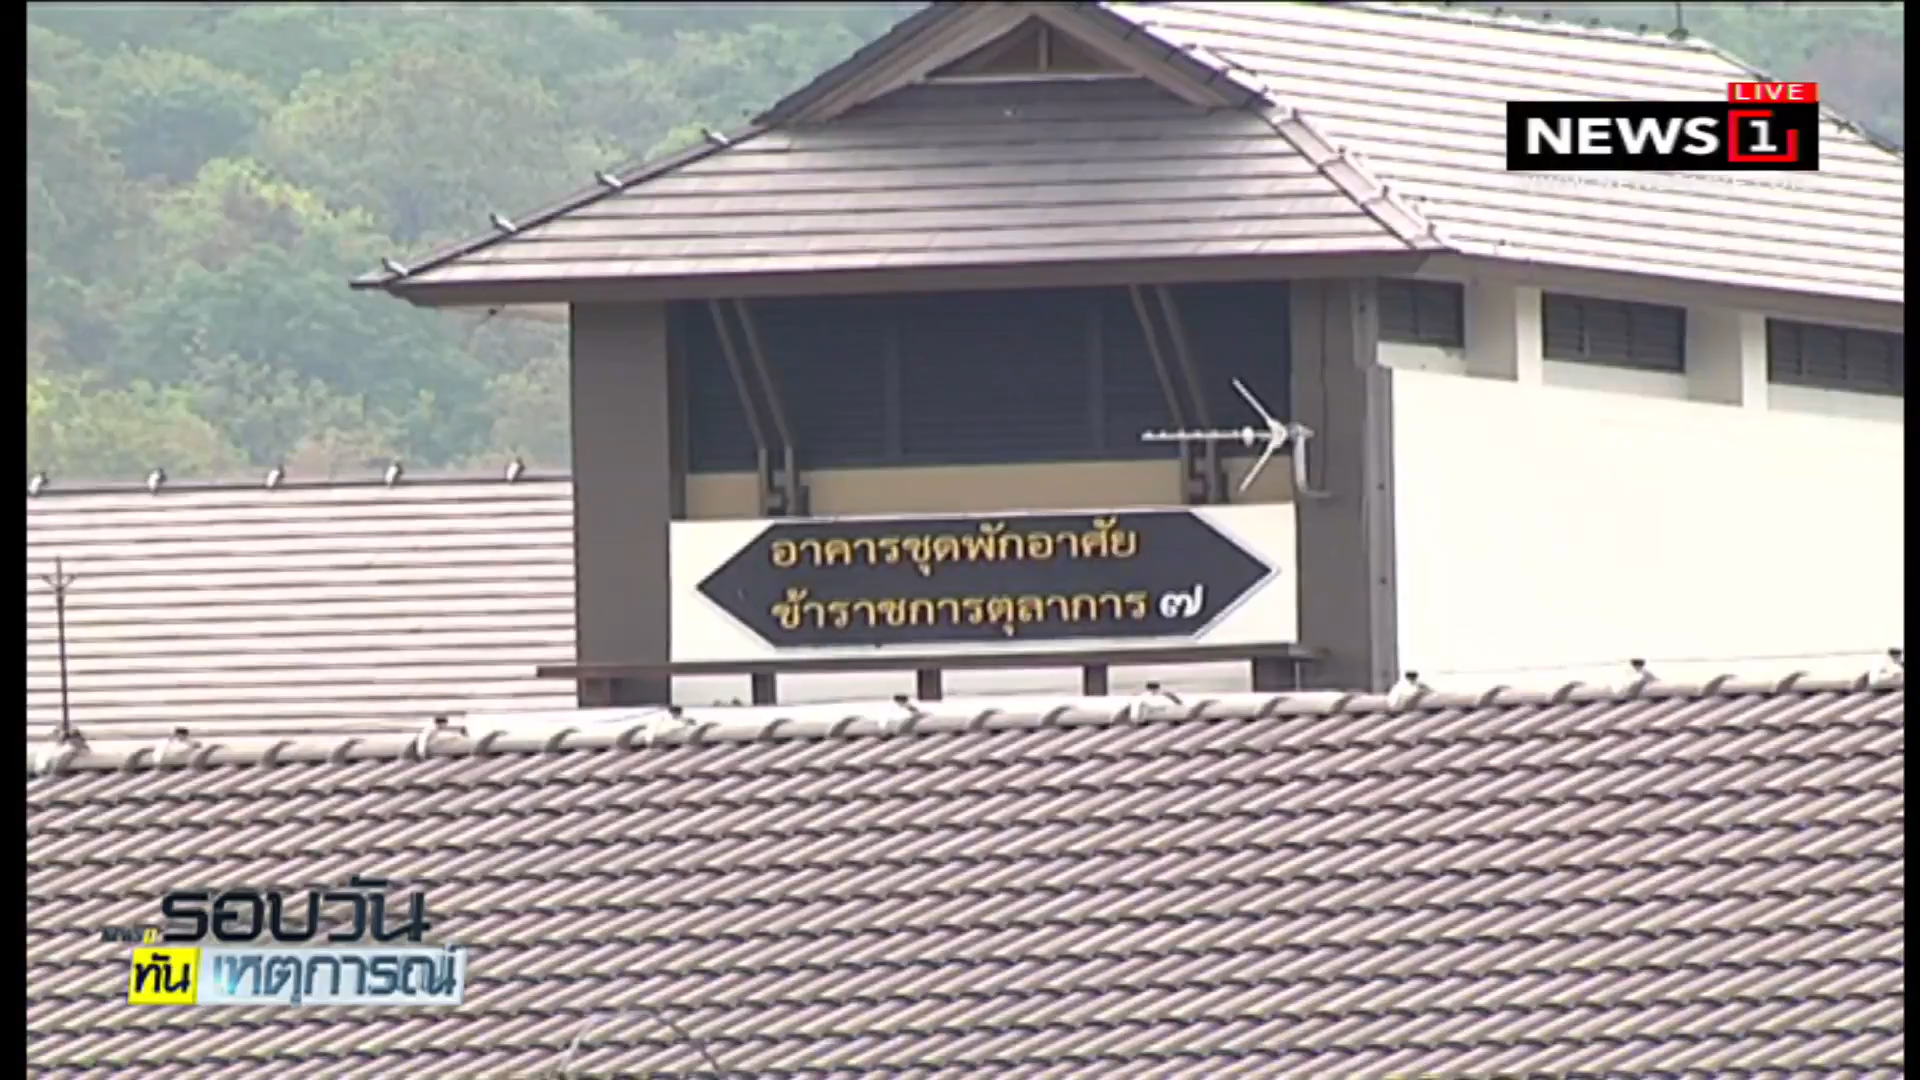 LIVE
NEWS 1
อาคารชุดพักอาศัย
ข้าราชการตุลาการ ๗
รอบวัน
ทัน เหตุการณ์